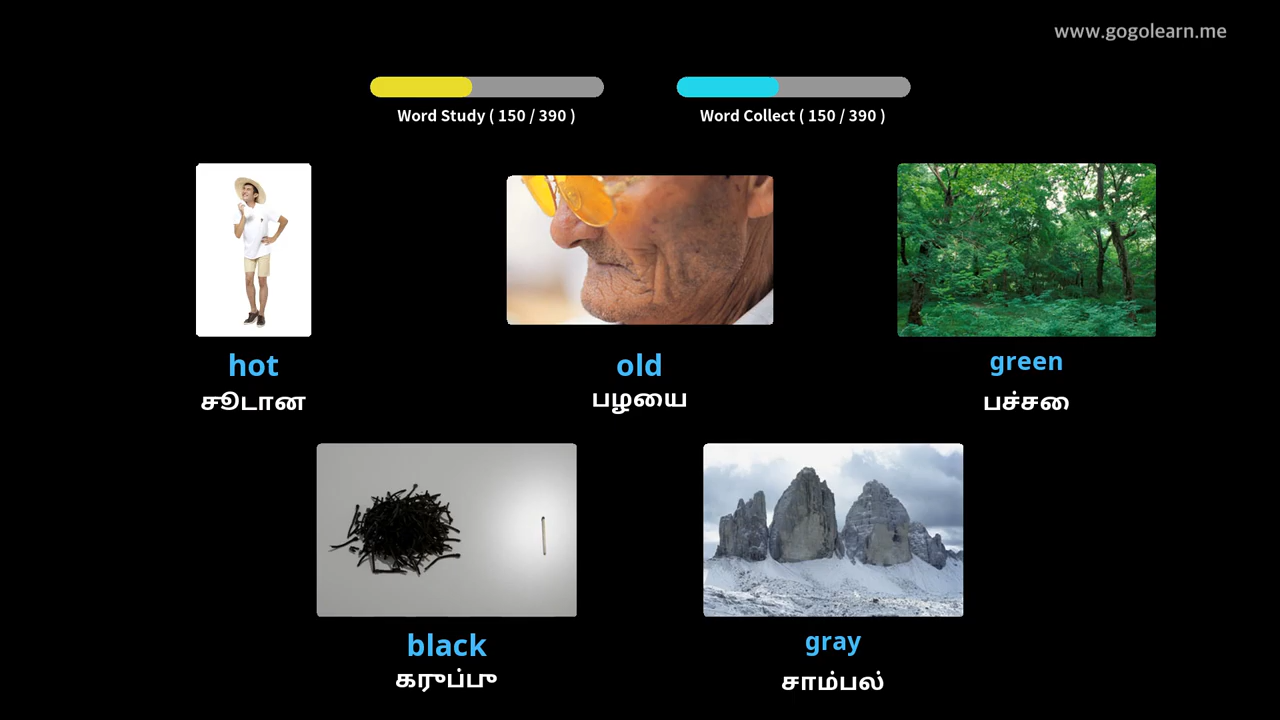 www.gogolearn.me
Word Study ( 150 / 390 )
Word Collect ( 150 / 390 )
hot
சூடான
old
பழைய
green
பச்சை
black
கருப்பு
gray
சாம்பல்